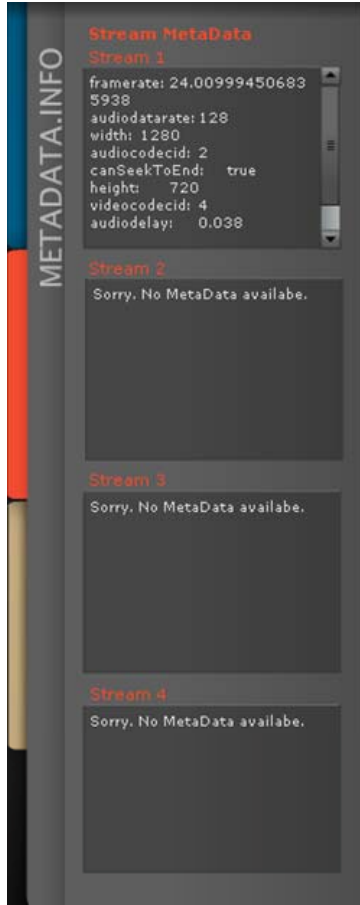 METADATA.INFO
Stream MetaData
Stream 1
framerate: 24.00999450683
5938
audiodatarate: 128
width: 1280
audiocodecid: 2
canSeekToEnd: true
height: 720
videocodecid: 4
audiodelay: 0.038
Stream 2
Sorry. No MetaData availabe.
Stream 3
Sorry. No MetaData availabe.
Stream 4
Sorry. No MetaData availabe.